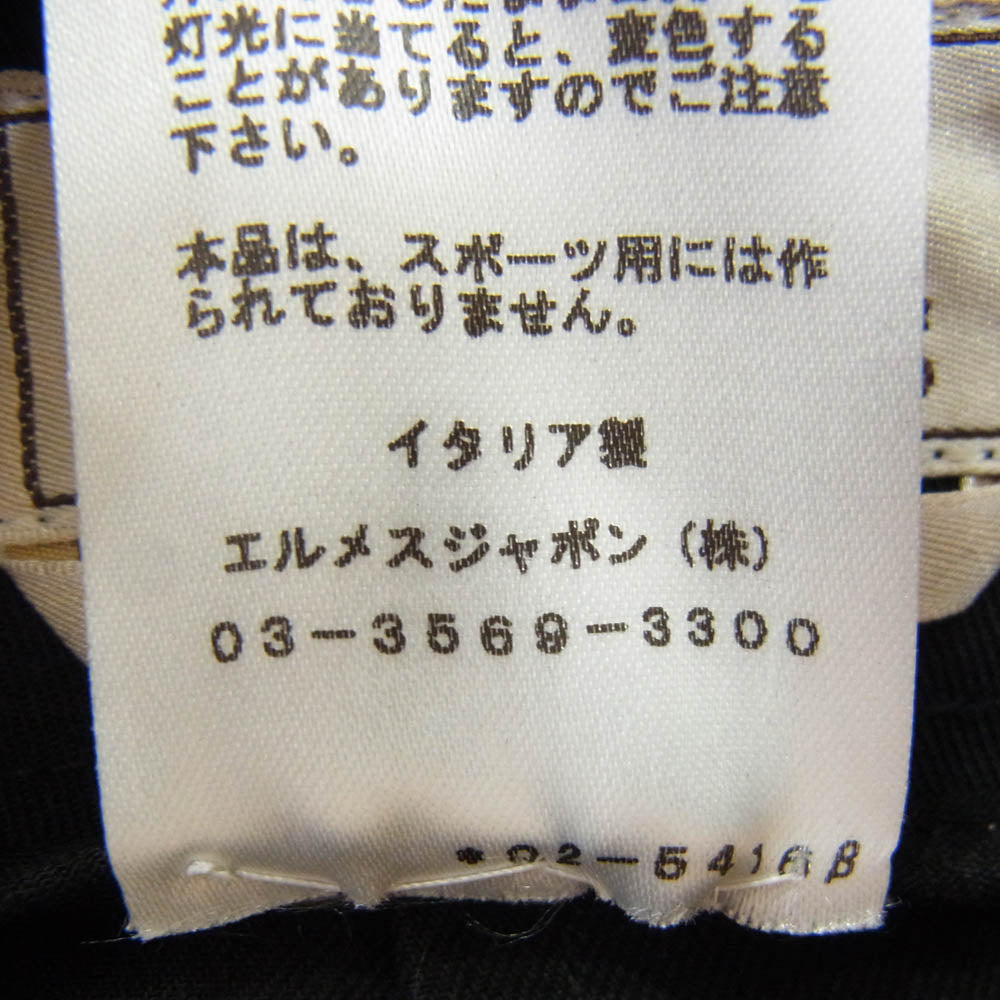 灯光に当てると、変色する
ことがありますのでご注意
下さい。
本品は、スポーツ用には作
られておりません。
イタリア製
エルメスジャポン（株）
03-3569-3300
*02-5416β